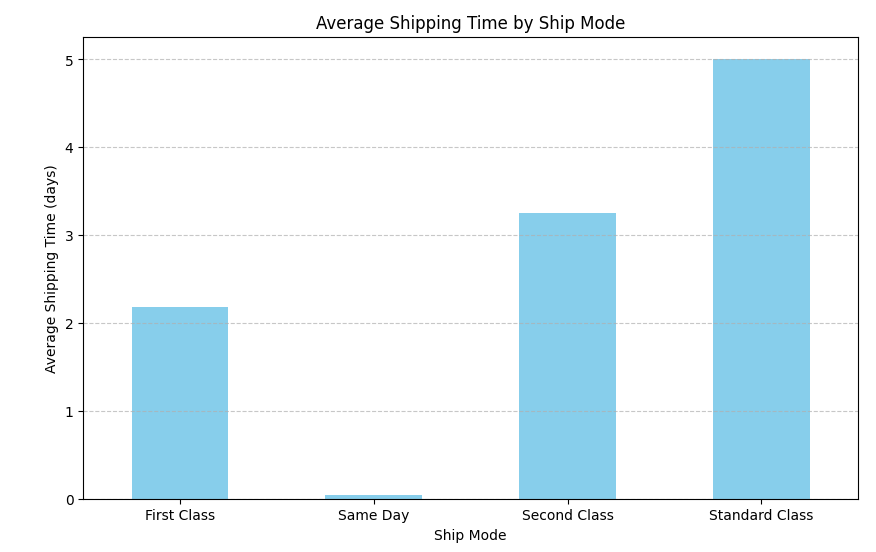 Average Shipping Time by Ship Mode
Average Shipping Time (days)
5
4
3
2
1
0
First Class
Same Day
Second Class
Standard Class
Ship Mode